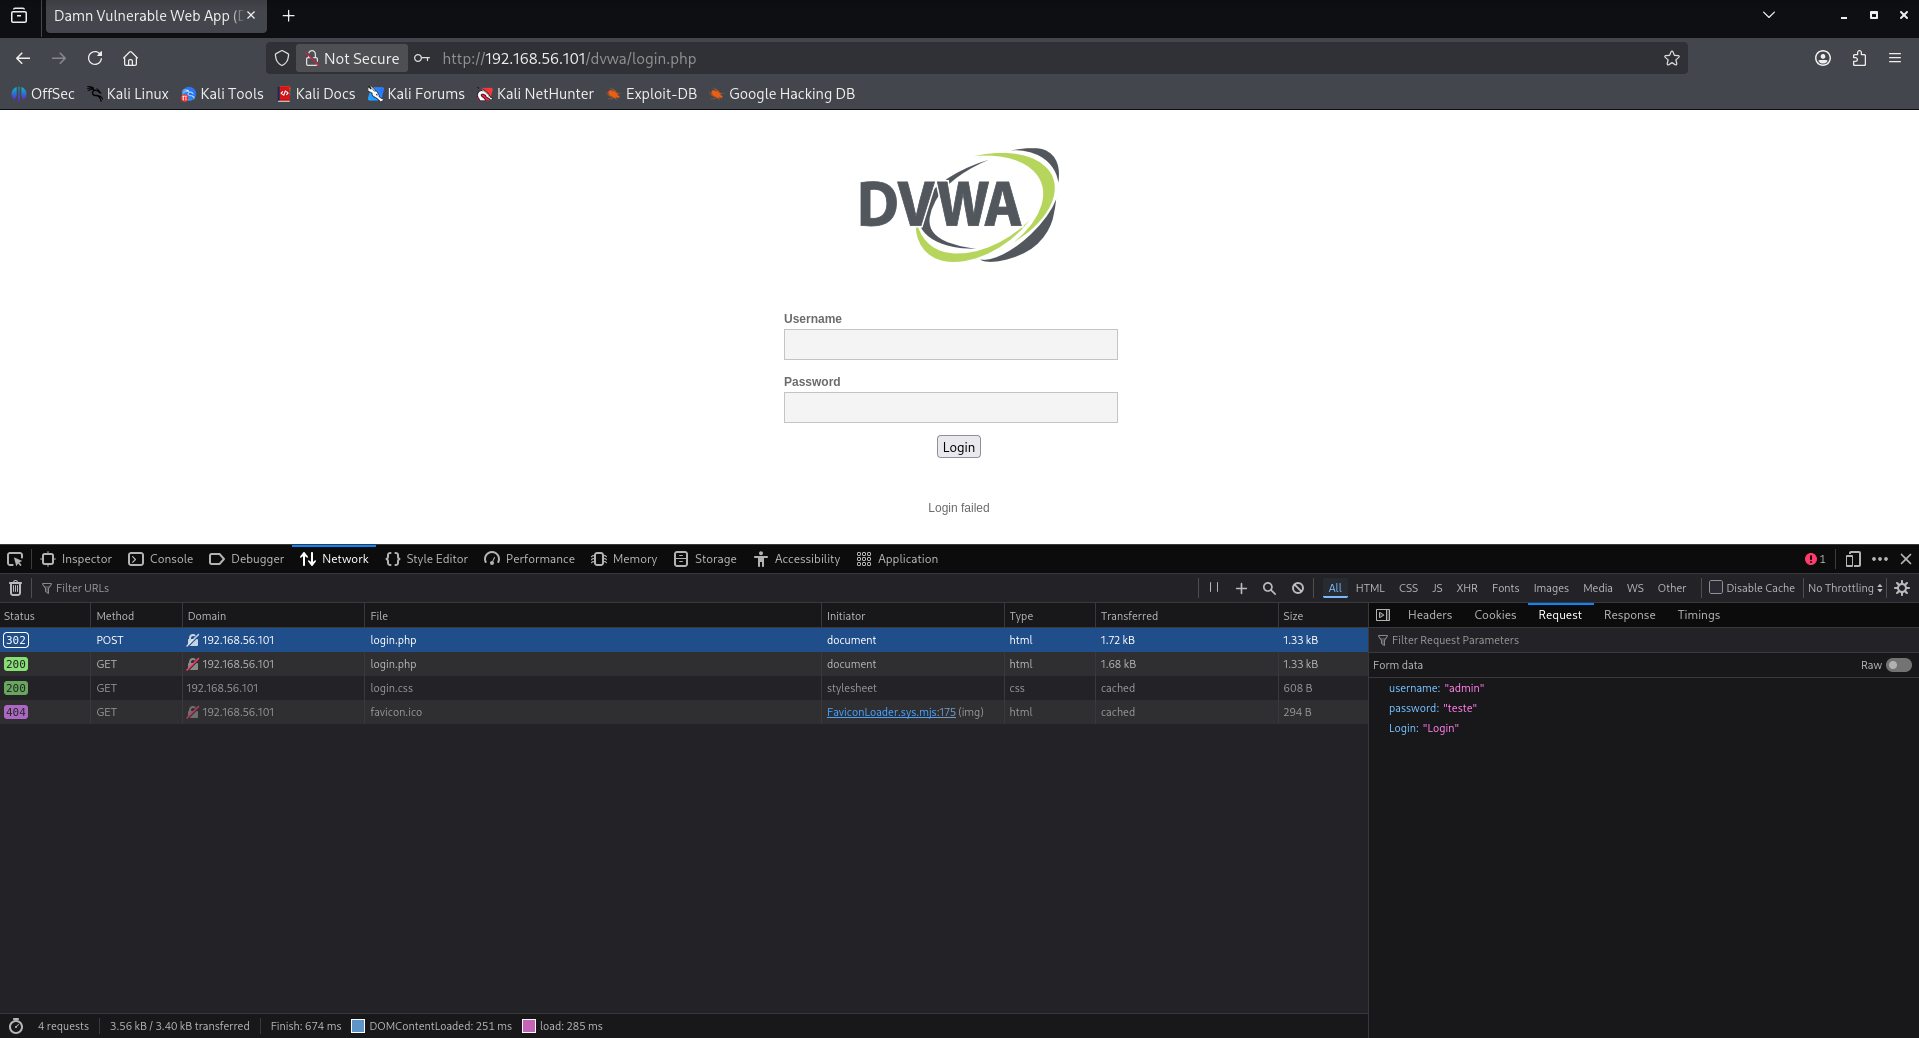 Damn Vulnerable Web App (D
Not Secure
http://192.168.56.101/dvwa/login.php
OffSec Kali Linux Kali Tools Kali Docs Kali Forums Kali NetHunter Exploit-DB Google Hacking DB
DVWA
Username
Password
Login
Login failed
Inspector Console Debugger Network Style Editor Performance Memory Storage Accessibility Application 1
Filter URLs All HTML CSS JS XHR Fonts Images Media WS Other Disable Cache No Throttling
Status Method Domain File Initiator Type Transferred Size
302 POST 192.168.56.101 login.php document html 1.72 kB 1.33 kB
200 GET 192.168.56.101 login.php document html 1.68 kB 1.33 kB
200 GET 192.168.56.101 login.css stylesheet css cached 608 B
404 GET 192.168.56.101 favicon.ico FaviconLoader.sys.mjs:175 (img) html cached 294 B
Headers Cookies Request Response Timings
Filter Request Parameters
Form data Raw
username: "admin"
password: "teste"
Login: "Login"
4 requests 3.56 kB / 3.40 kB transferred Finish: 674 ms DOMContentLoaded: 251 ms load: 285 ms